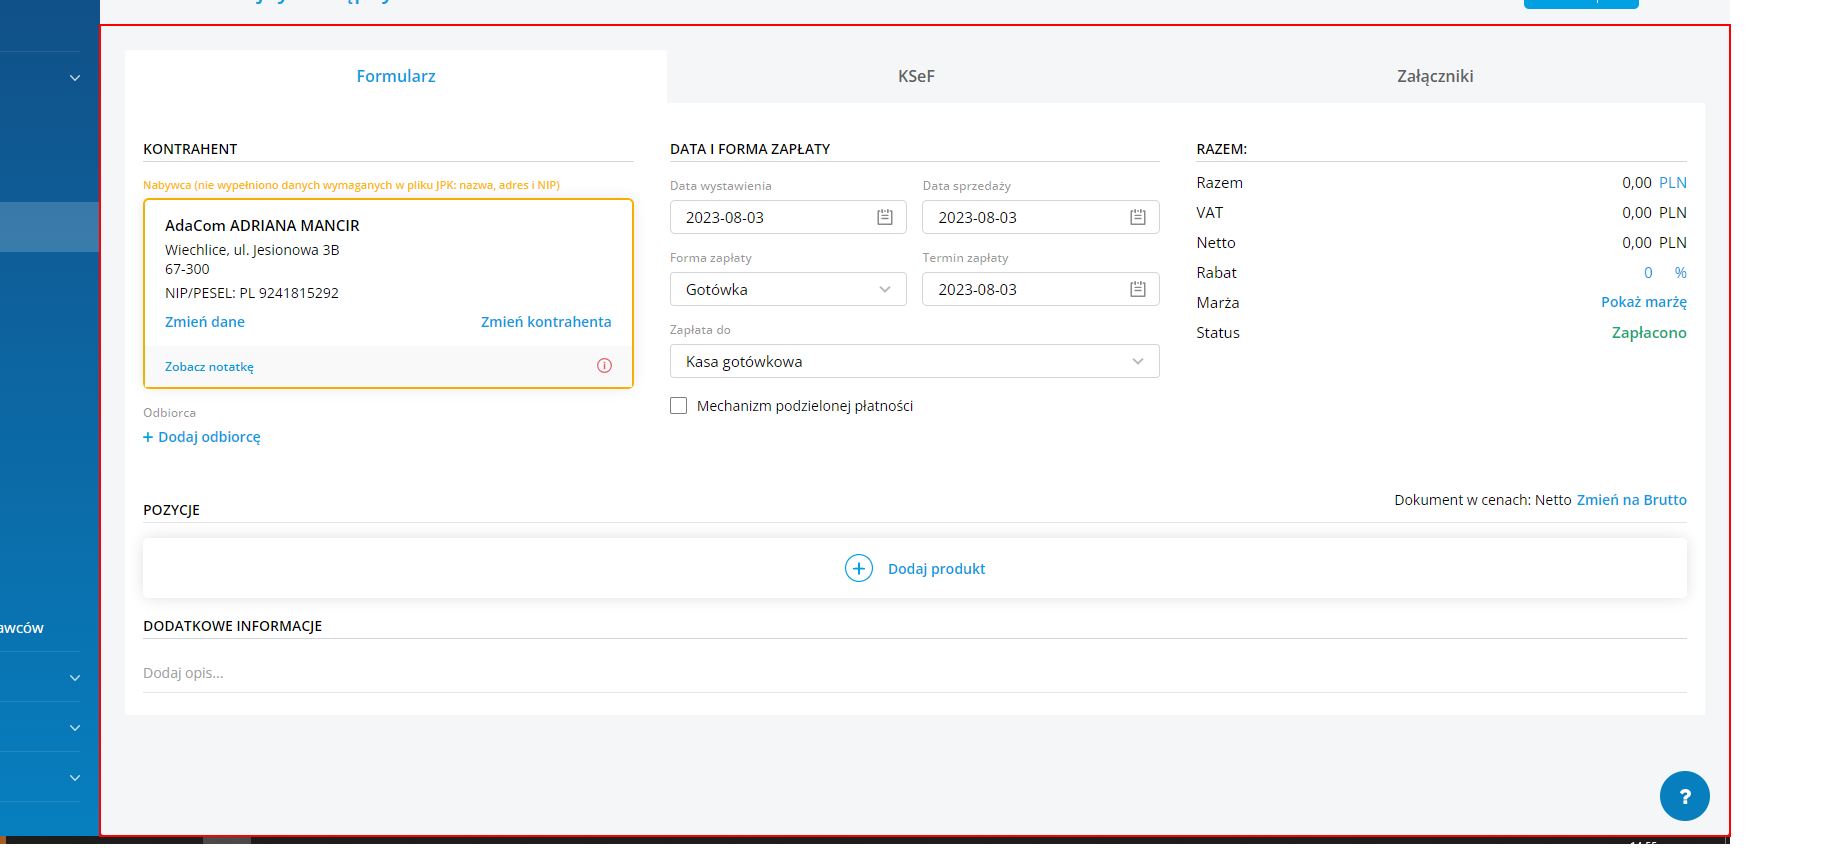 Formularz
KSeF
Załączniki
KONTRAHENT
Nabywca (nie wypełniono danych wymaganych w pliku JPK: nazwa, adres i NIP)
AdaCom ADRIANA MANCIR
Wiechlice, ul. Jesionowa 3B
67-300
NIP/PESEL: PL 9241815292
Zmień dane
Zmień kontrahenta
Zobacz notatkę
Odbiorca
+ Dodaj odbiorcę
DATA I FORMA ZAPŁATY
Data wystawienia
Data sprzedaży
2023-08-03
2023-08-03
Forma zapłaty
Termin zapłaty
Gotówka
2023-08-03
Zapłata do
Kasa gotówkowa
Mechanizm podzielonej płatności
RAZEM:
Razem 0,00 PLN
VAT 0,00 PLN
Netto 0,00 PLN
Rabat 0 %
Marża Pokaż marżę
Status Zapłacono
POZYCJE
Dokument w cenach: Netto Zmień na Brutto
+ Dodaj produkt
DODATKOWE INFORMACJE
Dodaj opis...
awców
?